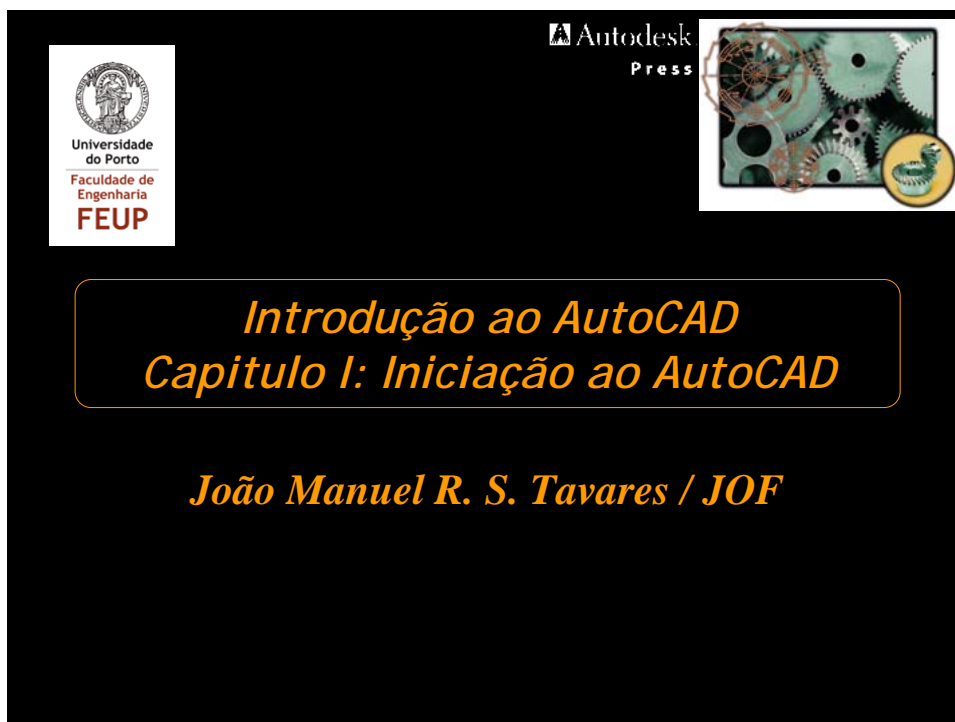 Autodesk
Press
Universidade
do Porto
Faculdade de
Engenharia
FEUP
Introdução ao AutoCAD
Capitulo I: Iniciação ao AutoCAD
João Manuel R. S. Tavares / JOF